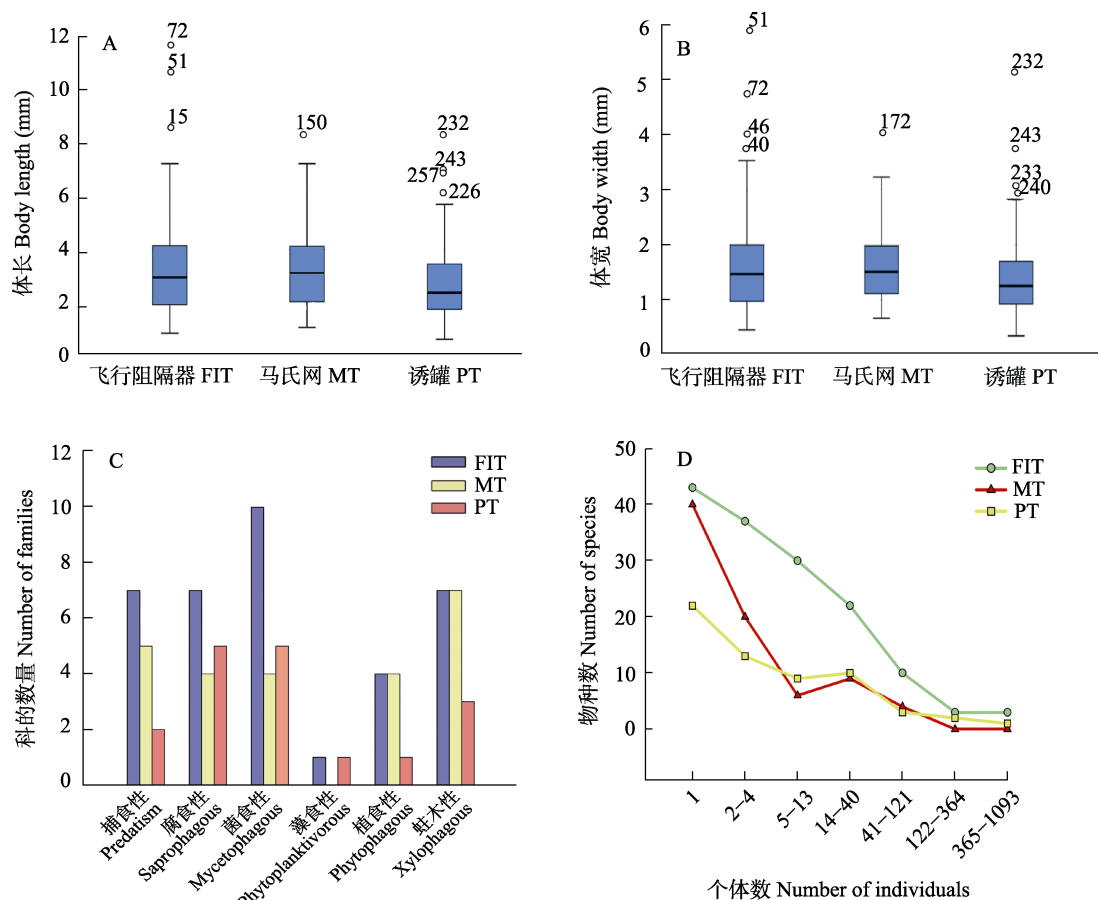 A
体长 Body length (mm)
12
10
8
6
4
2
0
72
51
15
150
232
243
257
226
飞行阻隔器 FIT
马氏网 MT
诱罐 PT
B
体宽 Body width (mm)
6
5
4
3
2
1
0
51
72
46
40
172
232
243
233
240
飞行阻隔器 FIT
马氏网 MT
诱罐 PT
C
科的数量 Number of families
12
10
8
6
4
2
0
FIT
MT
PT
捕食性
Predatism
腐食性
Saprophagous
菌食性
Mycetophagous
藻食性
Phytoplanktivorous
植食性
Phytophagous
蛀木性
Xylophagous
D
物种数 Number of species
50
40
30
20
10
0
FIT
MT
PT
1
2−4
5−13
14−40
41−121
122−364
365−1093
个体数 Number of individuals